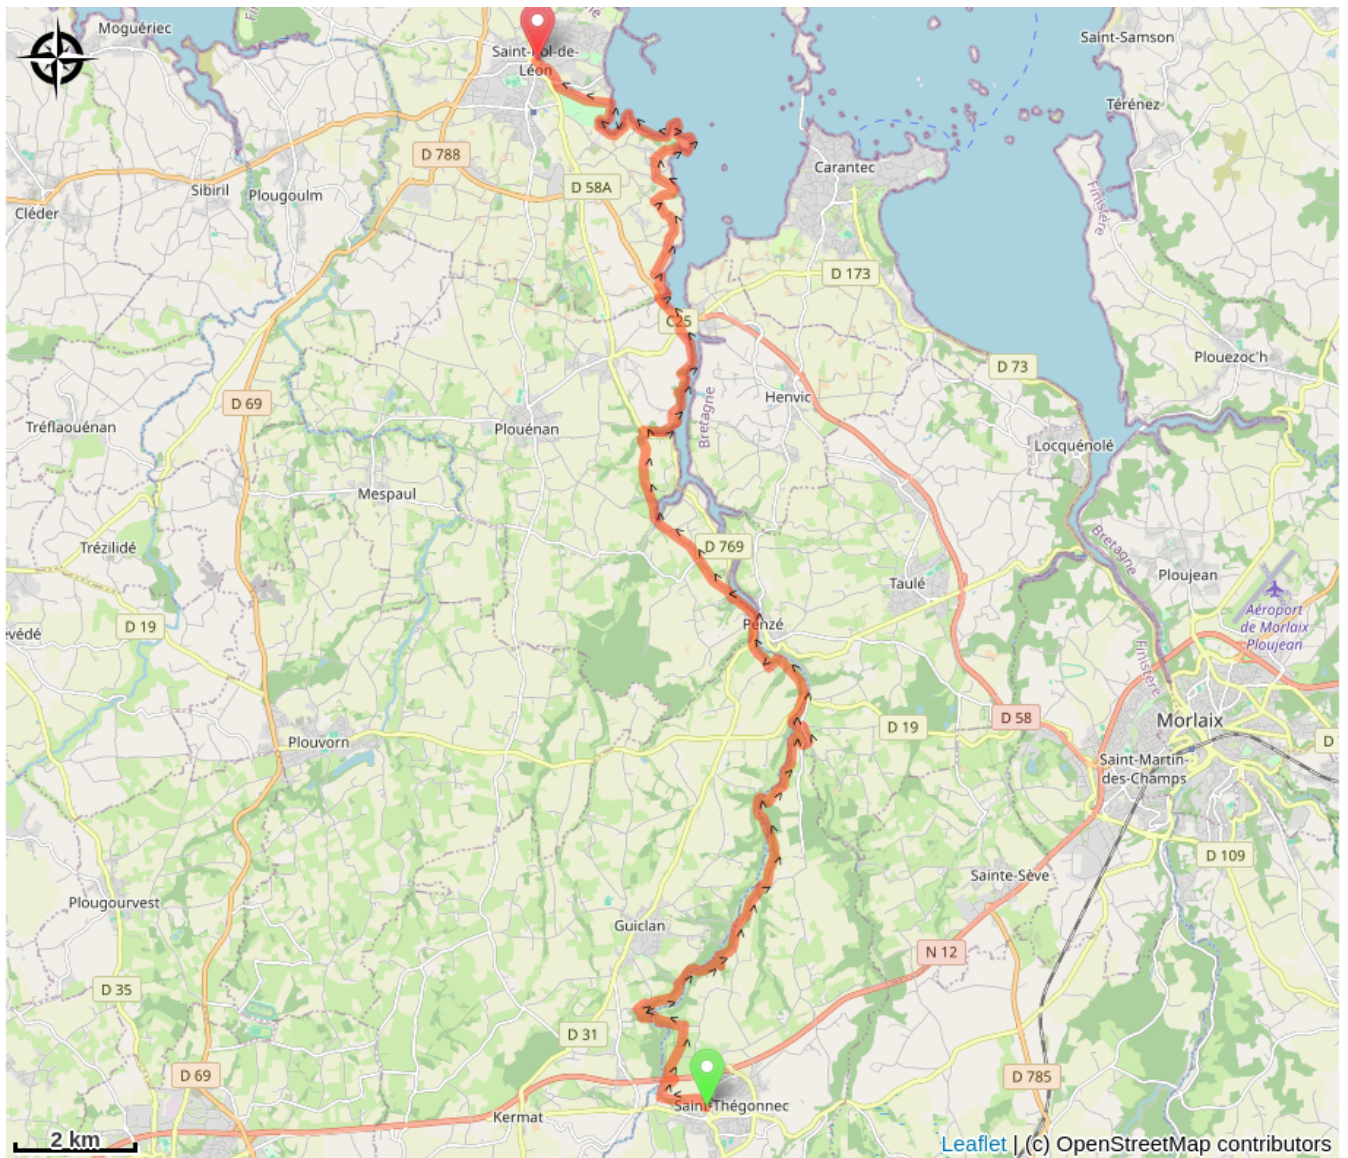 Moguériec
Saint-Samson
Saint-Pol-de-
Léon
Térénez
D 788
Carantec
Finistère
D 58A
Sibiril
Plougoulm
Cléder
D 173
C25
Plouezoc'h
D 73
D 69
Henvic
Bretagne
Tréflaouénan
Plouénan
Locquénolé
Mespaul
Trézilidé
D 769
Bretagne
Taulé
Ploujean
Aéroport
de Morlaix
Ploujean
D 19
evédé
Penzé
Finistère
D 58
D 19
Morlaix
Plouvorn
D
Saint-Martin-
des-Champs
D 109
Sainte-Sève
Plougourvest
Guiclan
N 12
D 35
D 31
D 69
D 785
Saint-Thégonnec
Kermat
2 km
Leaflet | (c) OpenStreetMap contributors